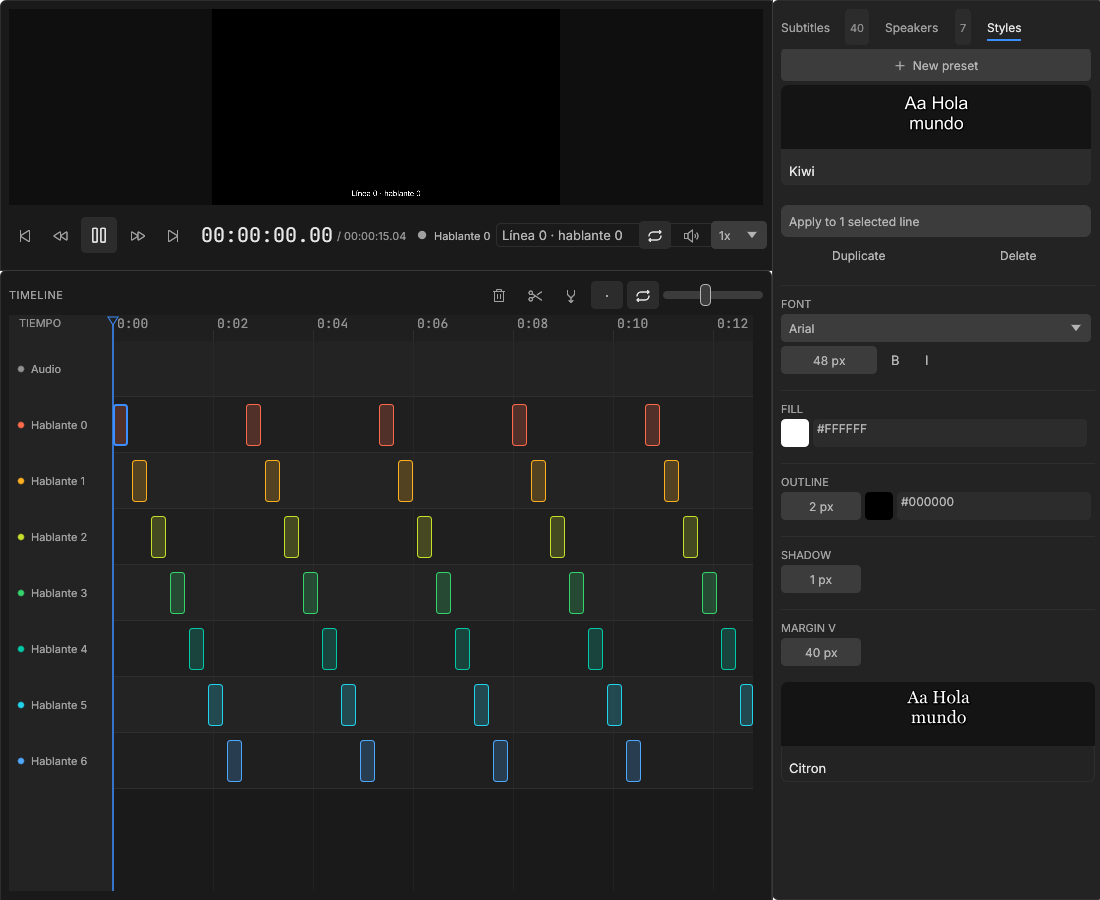 Subtitles 40 Speakers 7 Styles
+ New preset
Aa Hola
mundo
Kiwi
Línea 0 · hablante 0
Apply to 1 selected line
00:00:00.00 / 00:00:15.04 Hablante 0 Línea 0 · hablante 0 1x
Duplicate Delete
TIMELINE
FONT
TIEMPO 0:00 0:02 0:04 0:06 0:08 0:10 0:12
Arial
48 px B I
Audio
FILL
#FFFFFF
Hablante 0
Hablante 1
OUTLINE
2 px #000000
Hablante 2
SHADOW
1 px
Hablante 3
MARGIN V
40 px
Hablante 4
Hablante 5
Aa Hola
mundo
Hablante 6
Citron